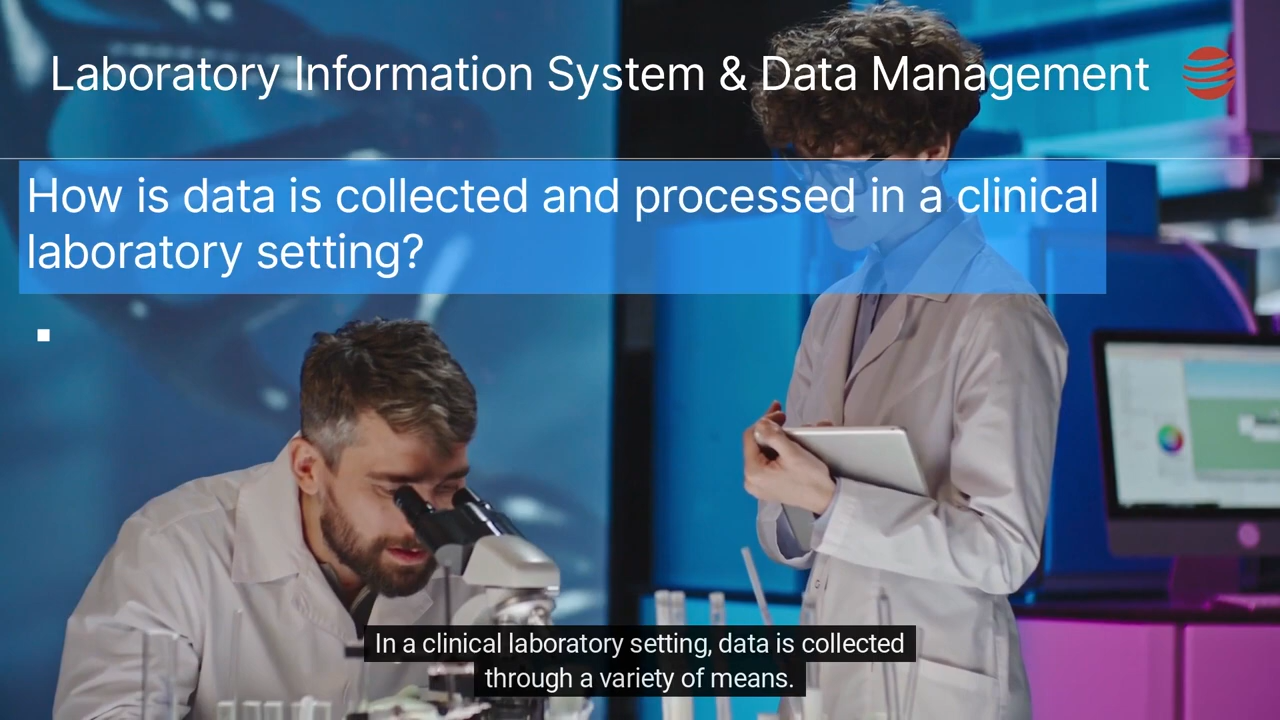 Laboratory Information System & Data Management
How is data is collected and processed in a clinical
laboratory setting?
In a clinical laboratory setting, data is collected
through a variety of means.